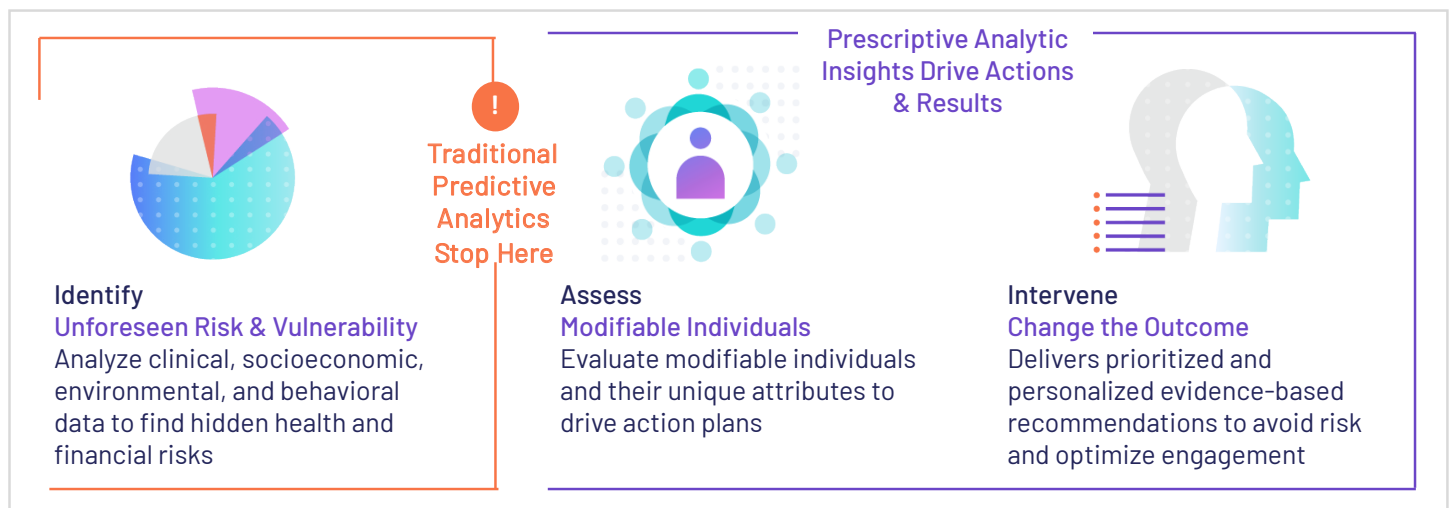 Prescriptive Analytic
Insights Drive Actions
& Results
!
Traditional
Predictive
Analytics
Stop Here
Identify
Unforeseen Risk & Vulnerability
Analyze clinical, socioeconomic,
environmental, and behavioral
data to find hidden health and
financial risks
Assess
Modifiable Individuals
Evaluate modifiable individuals
and their unique attributes to
drive action plans
Intervene
Change the Outcome
Delivers prioritized and
personalized evidence-based
recommendations to avoid risk
and optimize engagement